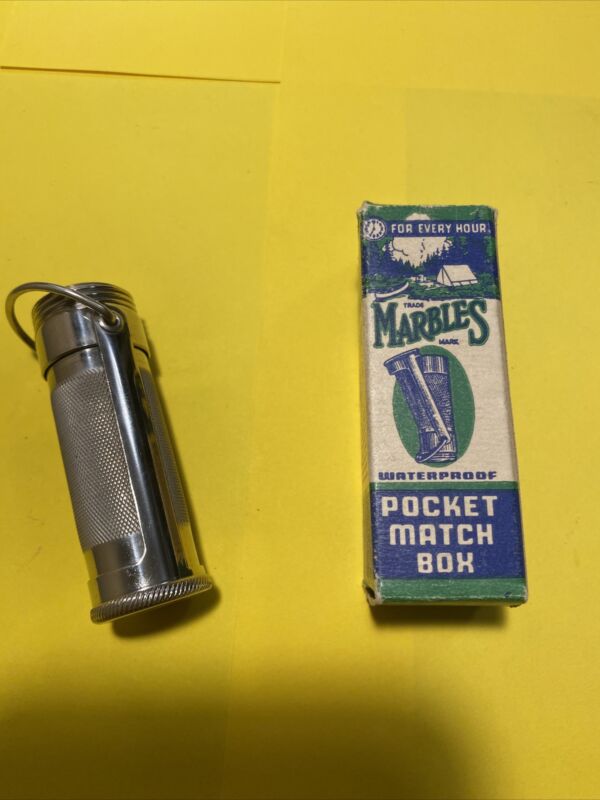 FOR EVERY HOUR.
TRADE
MARBLES
MARK
WATERPROOF
POCKET
MATCH
BOX